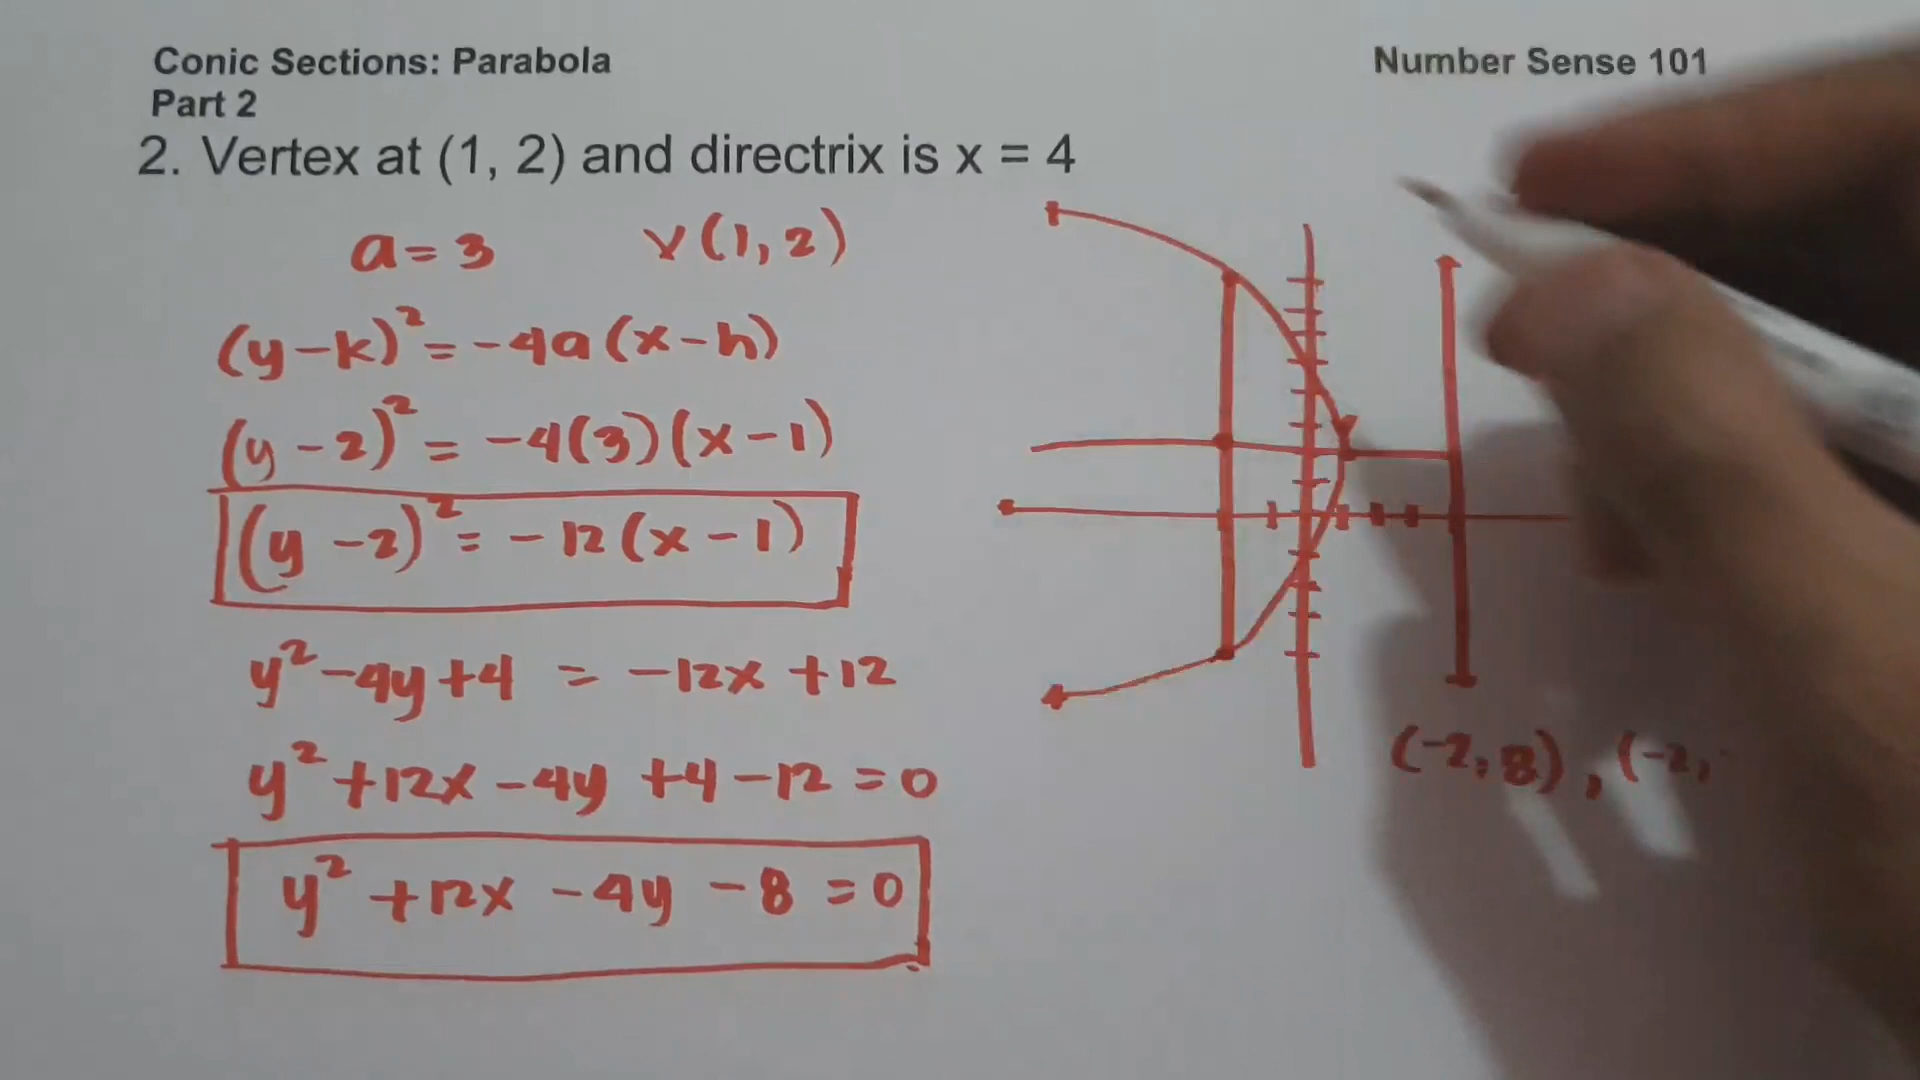 Conic Sections: Parabola
Number Sense 101
Part 2
2. Vertex at (1, 2) and directrix is x = 4
a = 3
V(1, 2)
(y - k)² = -4a(x - h)
(y - 2)² = -4(3)(x - 1)
(y - 2)² = -12(x - 1)
y² - 4y + 4 = -12x + 12
y² + 12x - 4y + 4 - 12 = 0
y² + 12x - 4y - 8 = 0
V
(-2, 8), (-2,